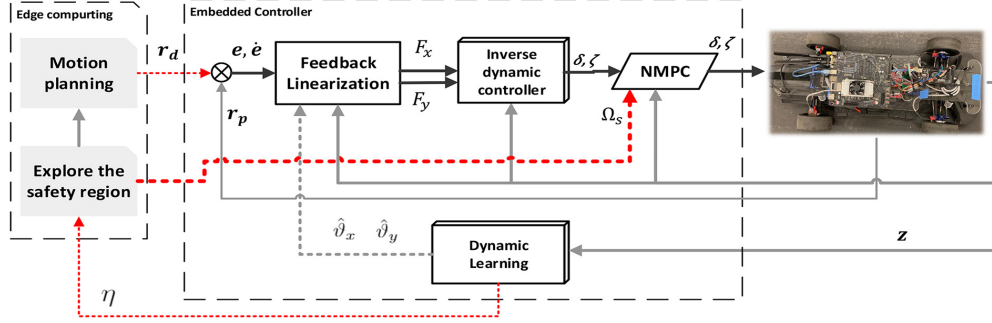 Edge compurting
Embedded Controller
Motion
planning
r_d
e, ė
r_p
Feedback
Linearization
F_x
F_y
Inverse
dynamic
controller
δ, ζ
NMPC
δ, ζ
Ω_s
Explore the
safety region
ϑ̂_x ϑ̂_y
Dynamic
Learning
z
η